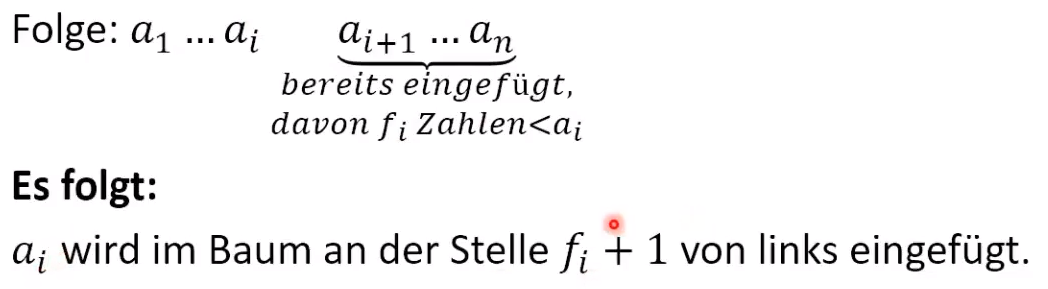 Folge: a₁ ... aᵢ aᵢ₊₁ ... aₙ
bereits eingefügt,
davon fᵢ Zahlen<aᵢ
Es folgt:
aᵢ wird im Baum an der Stelle fᵢ + 1 von links eingefügt.